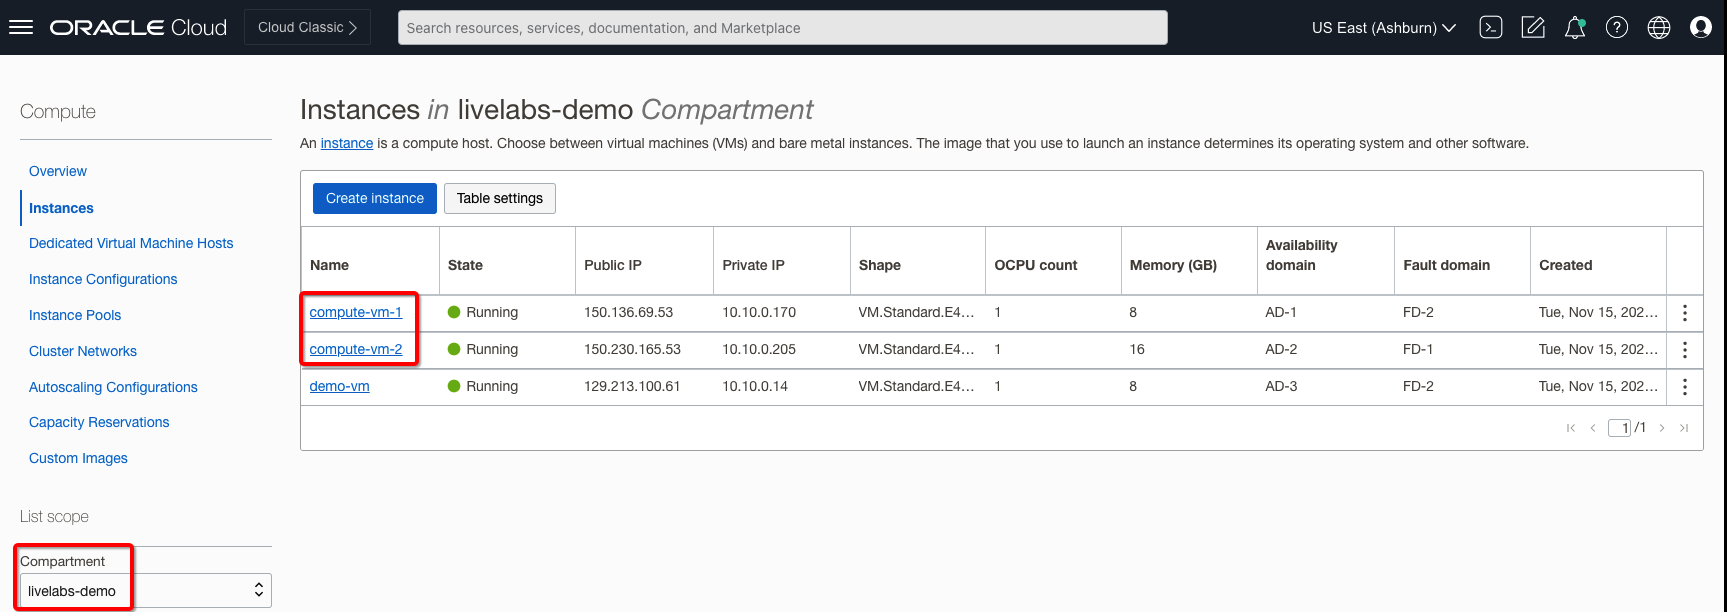 ORACLE Cloud Cloud Classic Search resources, services, documentation, and Marketplace US East (Ashburn)
Compute
Overview
Instances
Dedicated Virtual Machine Hosts
Instance Configurations
Instance Pools
Cluster Networks
Autoscaling Configurations
Capacity Reservations
Custom Images
List scope
Compartment
livelabs-demo
Instances in livelabs-demo Compartment
An instance is a compute host. Choose between virtual machines (VMs) and bare metal instances. The image that you use to launch an instance determines its operating system and other software.
Create instance Table settings
Name State Public IP Private IP Shape OCPU count Memory (GB) Availability domain Fault domain Created
compute-vm-1 Running 150.136.69.53 10.10.0.170 VM.Standard.E4... 1 8 AD-1 FD-2 Tue, Nov 15, 202...
compute-vm-2 Running 150.230.165.53 10.10.0.205 VM.Standard.E4... 1 16 AD-2 FD-1 Tue, Nov 15, 202...
demo-vm Running 129.213.100.61 10.10.0.14 VM.Standard.E4... 1 8 AD-3 FD-2 Tue, Nov 15, 202...
1 /1